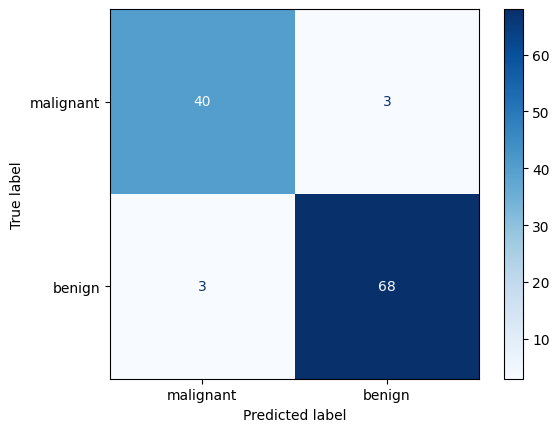 malignant 40 3
benign 3 68
malignant benign
Predicted label
True label
60
50
40
30
20
10